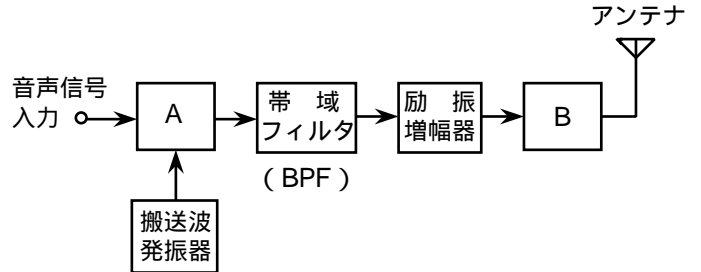 アンテナ
音声信号
入力
A
帯 域
フィルタ
励 振
増幅器
B
(BPF)
搬送波
発振器